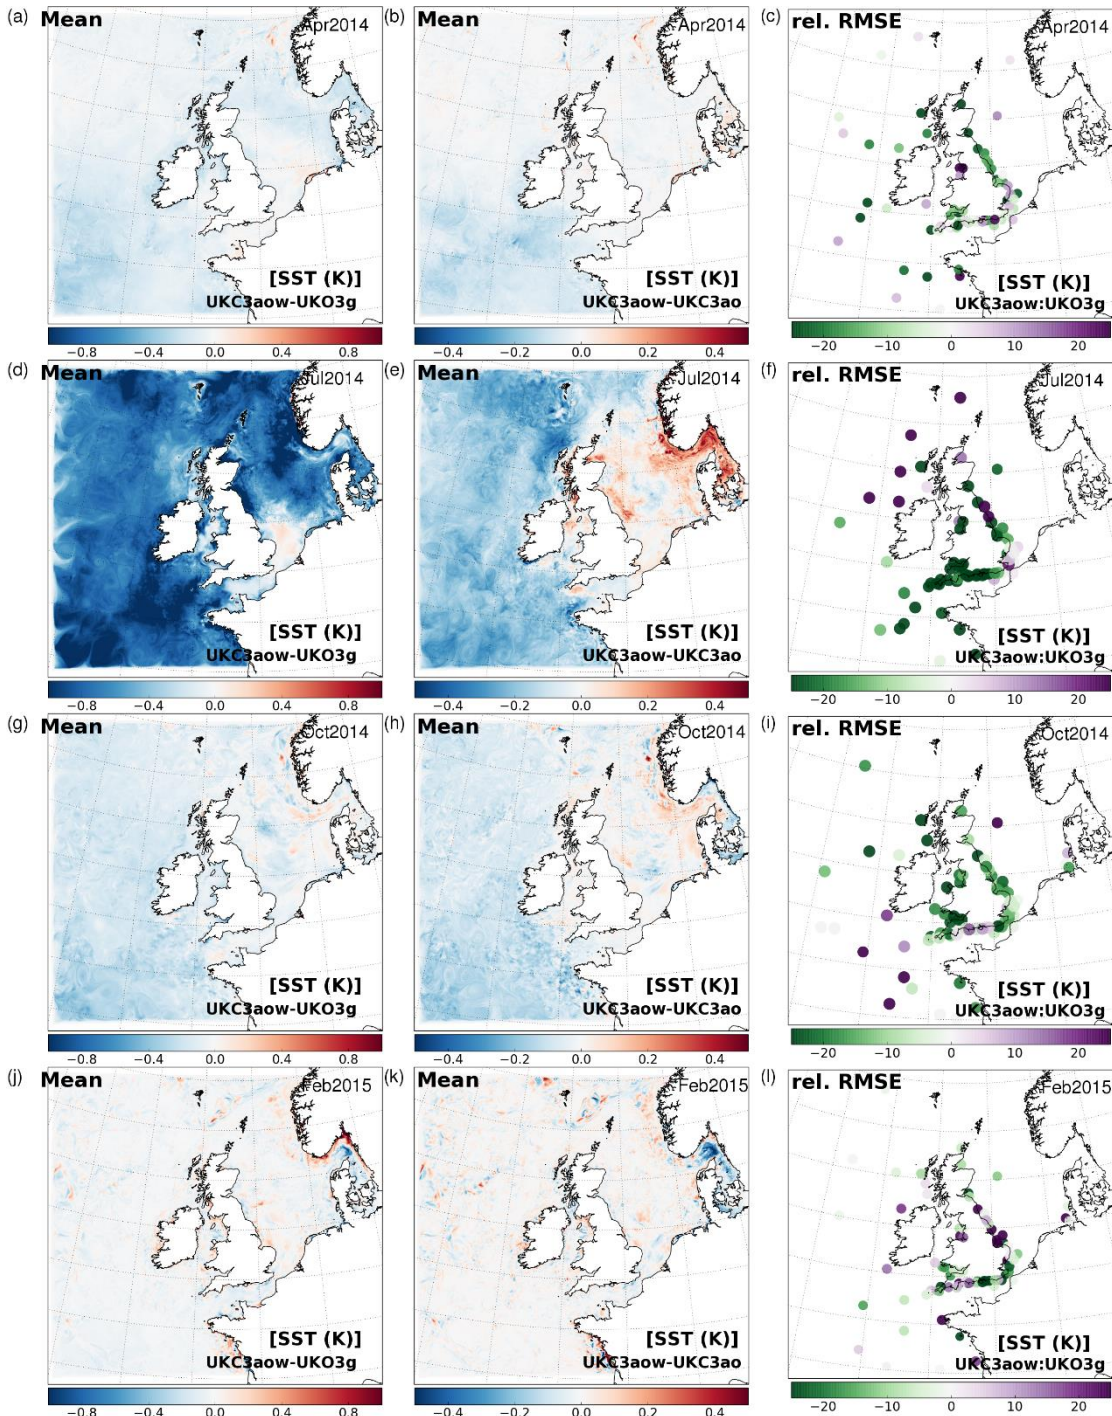 (a) Mean Apr2014
[SST (K)]
UKC3aow-UKO3g
−0.8 −0.4 0.0 0.4 0.8
(b) Mean Apr2014
[SST (K)]
UKC3aow-UKC3ao
−0.4 −0.2 0.0 0.2 0.4
(c) rel. RMSE Apr2014
[SST (K)]
UKC3aow:UKO3g
−20 −10 0 10 20
(d) Mean Jul2014
[SST (K)]
UKC3aow-UKO3g
−0.8 −0.4 0.0 0.4 0.8
(e) Mean Jul2014
[SST (K)]
UKC3aow-UKC3ao
−0.4 −0.2 0.0 0.2 0.4
(f) rel. RMSE Jul2014
[SST (K)]
UKC3aow:UKO3g
−20 −10 0 10 20
(g) Mean Oct2014
[SST (K)]
UKC3aow-UKO3g
−0.8 −0.4 0.0 0.4 0.8
(h) Mean Oct2014
[SST (K)]
UKC3aow-UKC3ao
−0.4 −0.2 0.0 0.2 0.4
(i) rel. RMSE Oct2014
[SST (K)]
UKC3aow:UKO3g
−20 −10 0 10 20
(j) Mean Feb2015
[SST (K)]
UKC3aow-UKO3g
−0.8 −0.4 0.0 0.4 0.8
(k) Mean Feb2015
[SST (K)]
UKC3aow-UKC3ao
−0.4 −0.2 0.0 0.2 0.4
(l) rel. RMSE Feb2015
[SST (K)]
UKC3aow:UKO3g
−20 −10 0 10 20